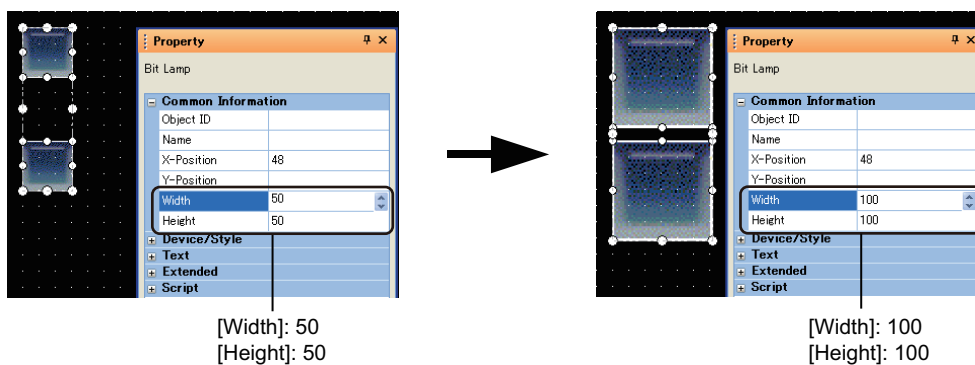 Property
Bit Lamp
Common Information
Object ID
Name
X-Position 48
Y-Position
Width 50
Height 50
Device/Style
Text
Extended
Script
[Width]: 50
[Height]: 50
Property
Bit Lamp
Common Informa
Object ID
Name
X-Position 48
Y-Position
Width 100
Height 100
Device/Style
Text
Extended
Script
[Width]: 100
[Height]: 100